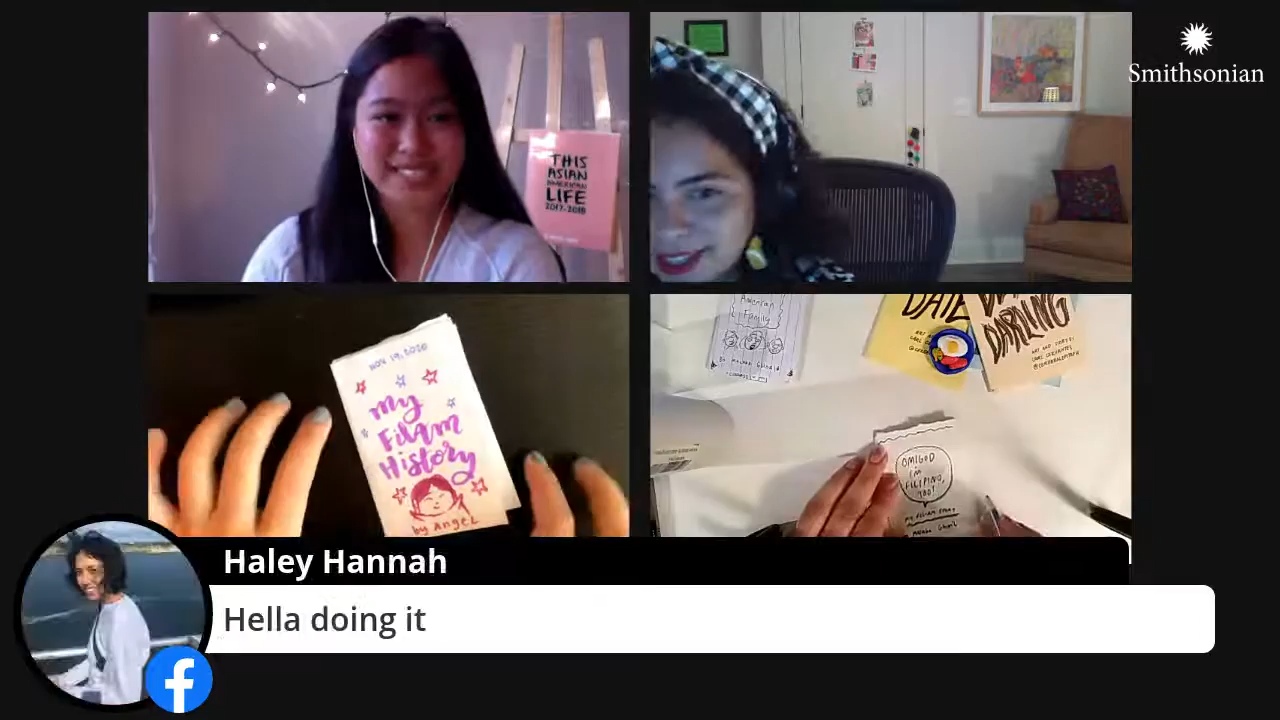 Smithsonian
THIS
ASIAN
AMERICAN
LIFE
2017-2018
NOV 19, 2020
My
FilAm
History
by Angel
American
Family
DATE
DARLING
OMIGOD
I'M
FILIPINO,
TOO!
Haley Hannah
Hella doing it